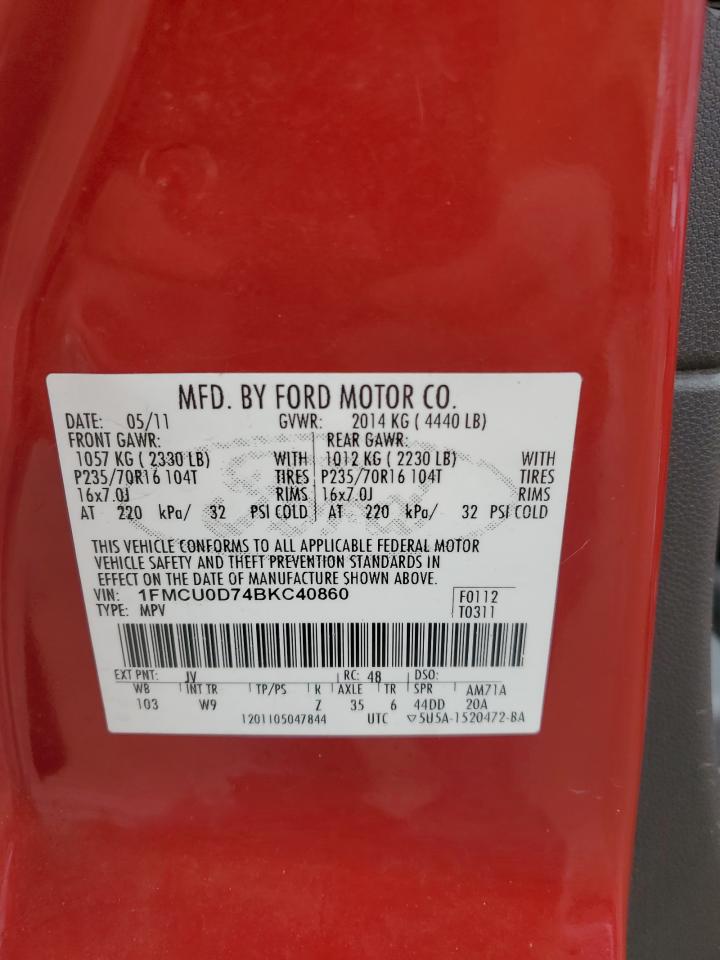 MFD. BY FORD MOTOR CO.
DATE: 05/11 GVWR: 2014 KG ( 4440 LB)
FRONT GAWR: REAR GAWR:
1057 KG ( 2330 LB) WITH 1012 KG ( 2230 LB) WITH
P235/70R16 104T TIRES P235/70R16 104T TIRES
16x7.0J RIMS 16x7.0J RIMS
AT 220 kPa/ 32 PSI COLD AT 220 kPa/ 32 PSI COLD
Ford
THIS VEHICLE CONFORMS TO ALL APPLICABLE FEDERAL MOTOR
VEHICLE SAFETY AND THEFT PREVENTION STANDARDS IN
EFFECT ON THE DATE OF MANUFACTURE SHOWN ABOVE.
VIN: 1FMCU0D74BKC40860 F0112
TYPE: MPV T0311
EXT PNT: JV RC: 48 DSO:
WB INT TR TP/PS R AXLE TR SPR AM71A
103 W9 Z 35 6 44DD 20A
1201105047844 UTC ▽5U5A-1520472-BA